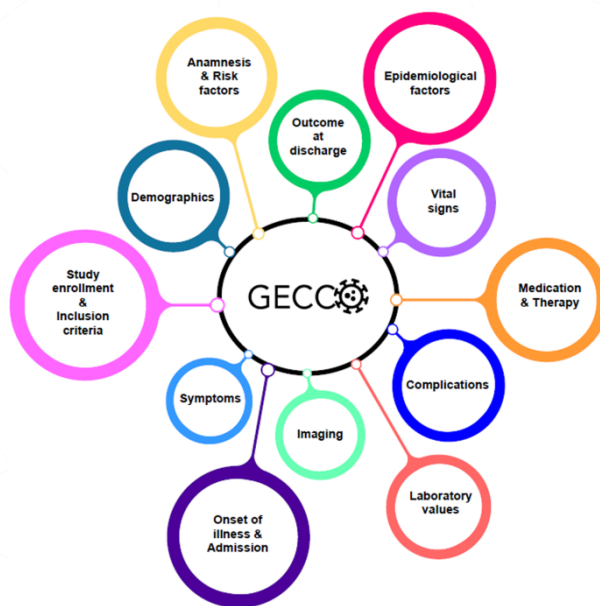 Anamnesis
& Risk
factors
Epidemiological
factors
Outcome
at
discharge
Demographics
Vital
signs
Study
enrollment
&
Inclusion
criteria
GECCO
Medication
& Therapy
Symptoms
Complications
Imaging
Laboratory
values
Onset of
illness &
Admission